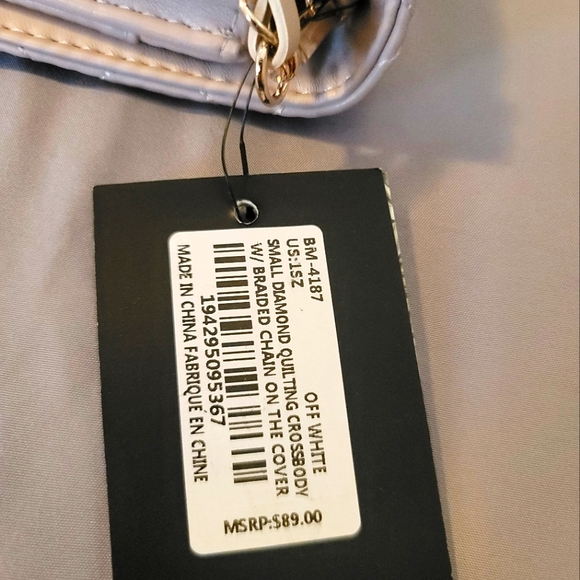 BIM-4187
OFF WHITE
US:1SZ
SMALL DIAMOND QUILTING CROSSBODY
W/ BRAIDED CHAIN ON THE COVER
194295095367
MADE IN CHINA FABRIQUÉ EN CHINE
MSRP:$89.00